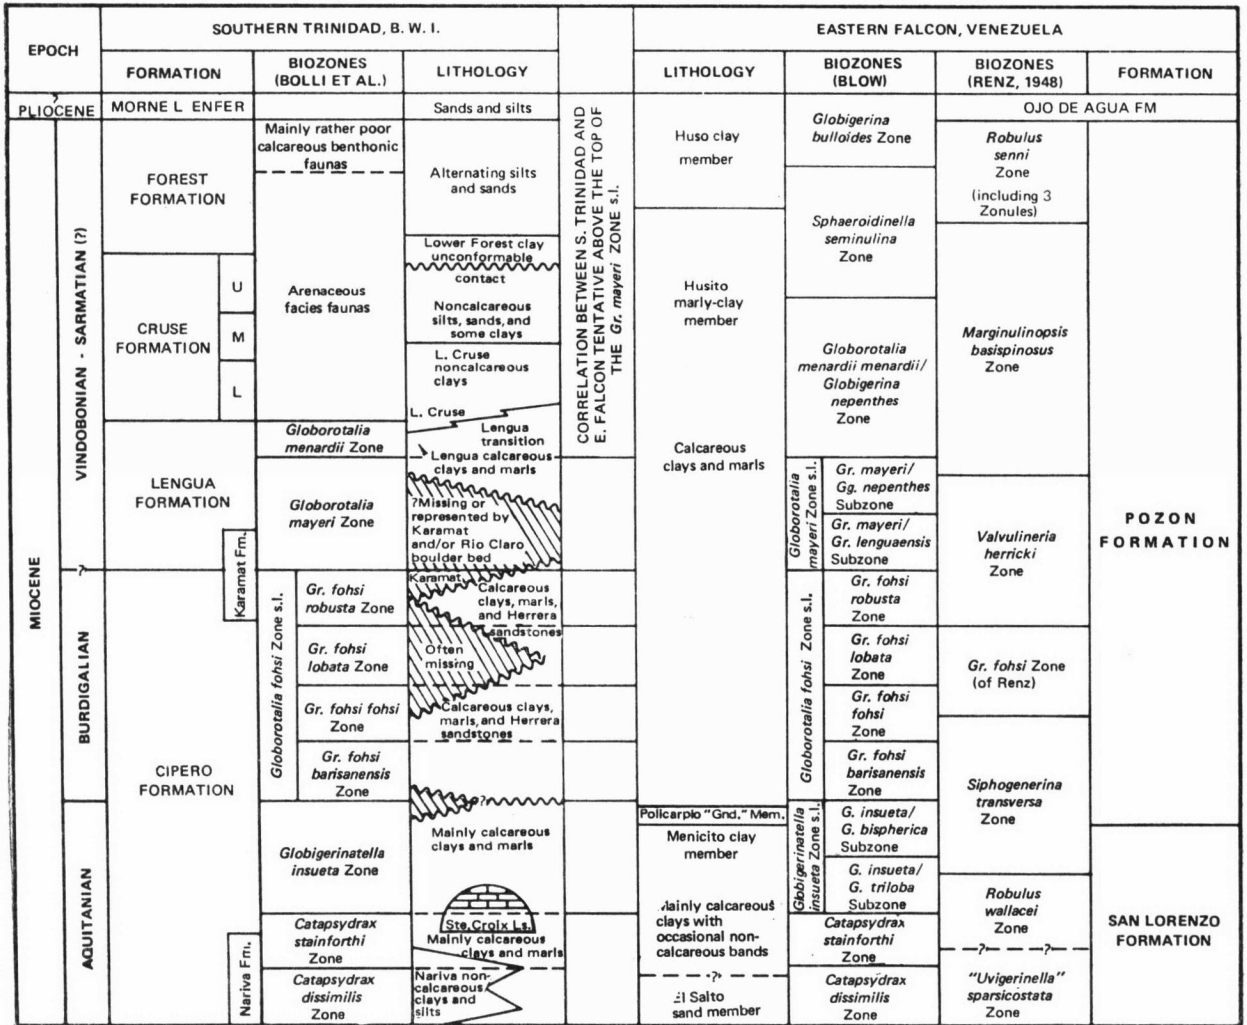 EPOCH
SOUTHERN TRINIDAD, B. W. I.
FORMATION
BIOZONES
(BOLLI ET AL.)
LITHOLOGY
CORRELATION BETWEEN S. TRINIDAD AND
E. FALCON TENTATIVE ABOVE THE TOP OF
THE Gr. mayeri ZONE s.l.
EASTERN FALCON, VENEZUELA
LITHOLOGY
BIOZONES
(BLOW)
BIOZONES
(RENZ, 1948)
FORMATION
?
PLIOCENE
MIOCENE
VINDOBONIAN - SARMATIAN (?)
?
BURDIGALIAN
AQUITANIAN
MORNE L ENFER
FOREST
FORMATION
CRUSE
FORMATION
U
M
L
LENGUA
FORMATION
Karamat Fm.
CIPERO
FORMATION
Nariva Fm.
Mainly rather poor
calcareous benthonic
faunas
Arenaceous
facies faunas
Globorotalia
menardii Zone
Globorotalia
mayeri Zone
Globorotalia fohsi Zone s.l.
Gr. fohsi
robusta Zone
Gr. fohsi
lobata Zone
Gr. fohsi fohsi
Zone
Gr. fohsi
barisanensis
Zone
Globigerinatella
insueta Zone
Catapsydrax
stainforthi
Zone
Catapsydrax
dissimilis
Zone
Sands and silts
Alternating silts
and sands
Lower Forest clay
unconformable
contact
Noncalcareous
silts, sands, and
some clays
L. Cruse
noncalcareous
clays
L. Cruse
Lengua
transition
Lengua calcareous
clays and marls
?Missing or
represented by
Karamat
and/or Rio Claro
boulder bed
Karamat
Calcareous
clays, marls,
and Herrera
sandstones
Often
missing
Calcareous clays,
marls, and Herrera
sandstones
?
Mainly calcareous
clays and marls
Ste. Croix Ls.
Mainly calcareous
clays and marls
Nariva non-
calcareous
clays and
silts
Huso clay
member
Husito
marly-clay
member
Calcareous
clays and marls
Policarpio "Gnd." Mem.
Menicito clay
member
Mainly calcareous
clays with
occasional non-
calcareous bands
?
El Salto
sand member
Globigerina
bulloides Zone
Sphaeroidinella
seminulina
Zone
Globorotalia
menardii menardii/
Globigerina
nepenthes
Zone
Globorotalia
mayeri Zone s.l.
Gr. mayeri/
Gg. nepenthes
Subzone
Gr. mayeri/
Gr. lenguaensis
Subzone
Globorotalia fohsi Zone s.l.
Gr. fohsi
robusta
Zone
Gr. fohsi
lobata
Zone
Gr. fohsi
fohsi
Zone
Gr. fohsi
barisanensis
Zone
Globigerinatella
insueta Zone s.l.
G. insueta/
G. bispherica
Subzone
G. insueta/
G. triloba
Subzone
Catapsydrax
stainforthi
Zone
Catapsydrax
dissimilis
Zone
OJO DE AGUA FM
Robulus
senni
Zone
(including 3
Zonules)
Marginulinopsis
basispinosus
Zone
Valvulineria
herricki
Zone
Gr. fohsi Zone
(of Renz)
Siphogenerina
transversa
Zone
Robulus
wallacei
Zone
? ?
"Uvigerinella"
sparsicostata
Zone
POZON
FORMATION
SAN LORENZO
FORMATION